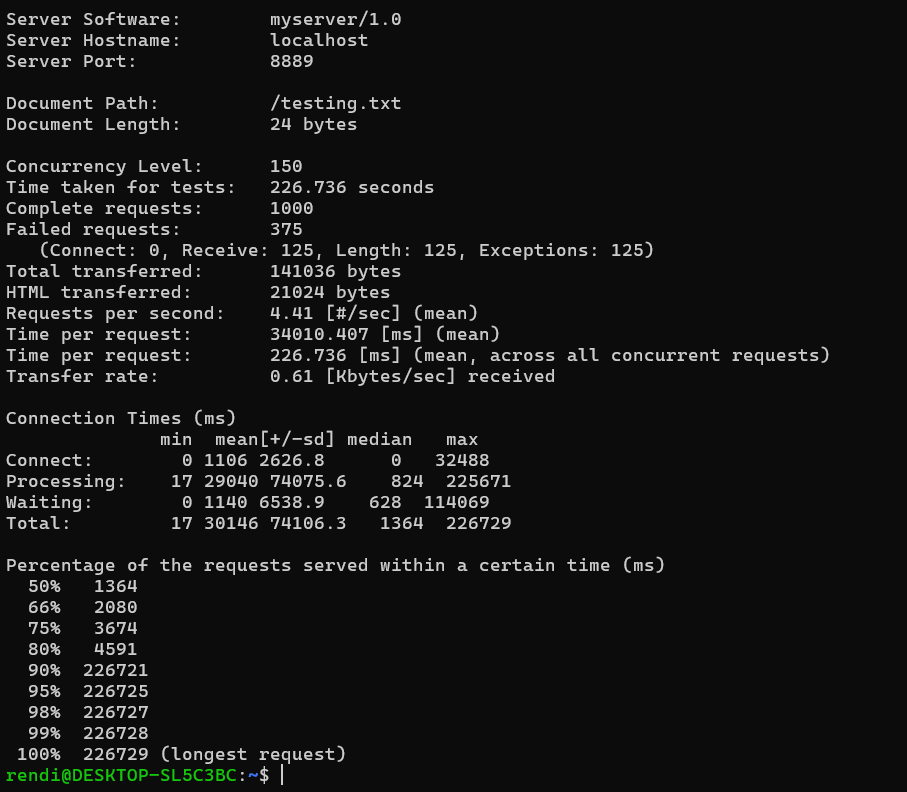 Server Software:        myserver/1.0
Server Hostname:        localhost
Server Port:            8889

Document Path:          /testing.txt
Document Length:        24 bytes

Concurrency Level:      150
Time taken for tests:   226.736 seconds
Complete requests:      1000
Failed requests:        375
   (Connect: 0, Receive: 125, Length: 125, Exceptions: 125)
Total transferred:      141036 bytes
HTML transferred:       21024 bytes
Requests per second:    4.41 [#/sec] (mean)
Time per request:       34010.407 [ms] (mean)
Time per request:       226.736 [ms] (mean, across all concurrent requests)
Transfer rate:          0.61 [Kbytes/sec] received

Connection Times (ms)
              min  mean[+/-sd] median   max
Connect:        0 1106 2626.8      0   32488
Processing:    17 29040 74075.6    824  225671
Waiting:        0 1140 6538.9    628  114069
Total:         17 30146 74106.3   1364  226729

Percentage of the requests served within a certain time (ms)
  50%   1364
  66%   2080
  75%   3674
  80%   4591
  90%  226721
  95%  226725
  98%  226727
  99%  226728
 100%  226729 (longest request)
rendi@DESKTOP-SL5C3BC:~$